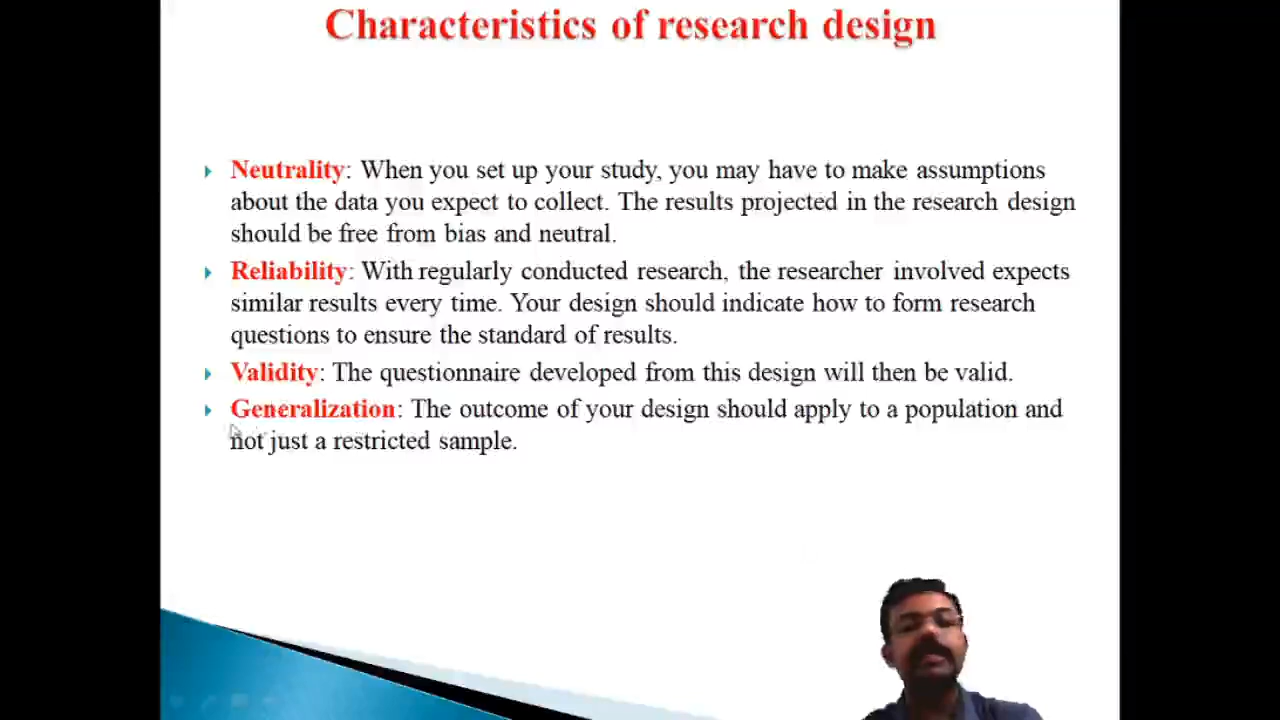 Characteristics of research design
Neutrality: When you set up your study, you may have to make assumptions
about the data you expect to collect. The results projected in the research design
should be free from bias and neutral.
Reliability: With regularly conducted research, the researcher involved expects
similar results every time. Your design should indicate how to form research
questions to ensure the standard of results.
Validity: The questionnaire developed from this design will then be valid.
Generalization: The outcome of your design should apply to a population and
not just a restricted sample.